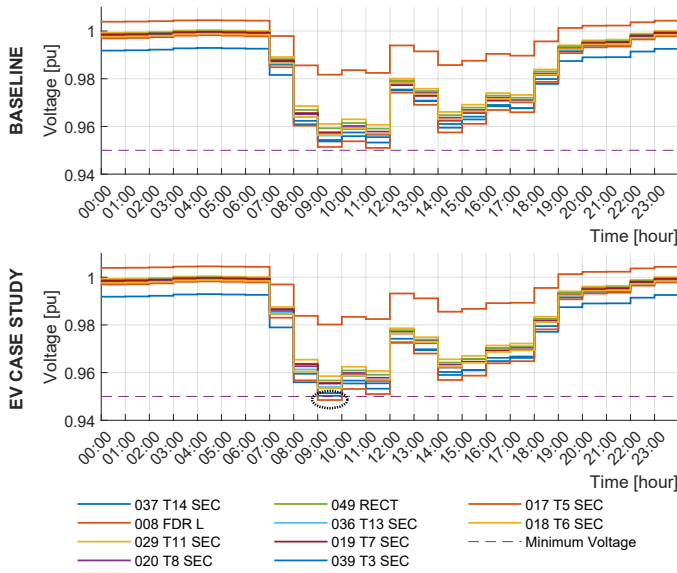 BASELINE
Voltage [pu]
1
0.98
0.96
0.94
00:00 01:00 02:00 03:00 04:00 05:00 06:00 07:00 08:00 09:00 10:00 11:00 12:00 13:00 14:00 15:00 16:00 17:00 18:00 19:00 20:00 21:00 22:00 23:00
Time [hour]
EV CASE STUDY
Voltage [pu]
1
0.98
0.96
0.94
00:00 01:00 02:00 03:00 04:00 05:00 06:00 07:00 08:00 09:00 10:00 11:00 12:00 13:00 14:00 15:00 16:00 17:00 18:00 19:00 20:00 21:00 22:00 23:00
Time [hour]
037 T14 SEC
008 FDR L
029 T11 SEC
020 T8 SEC
049 RECT
036 T13 SEC
019 T7 SEC
039 T3 SEC
017 T5 SEC
018 T6 SEC
Minimum Voltage